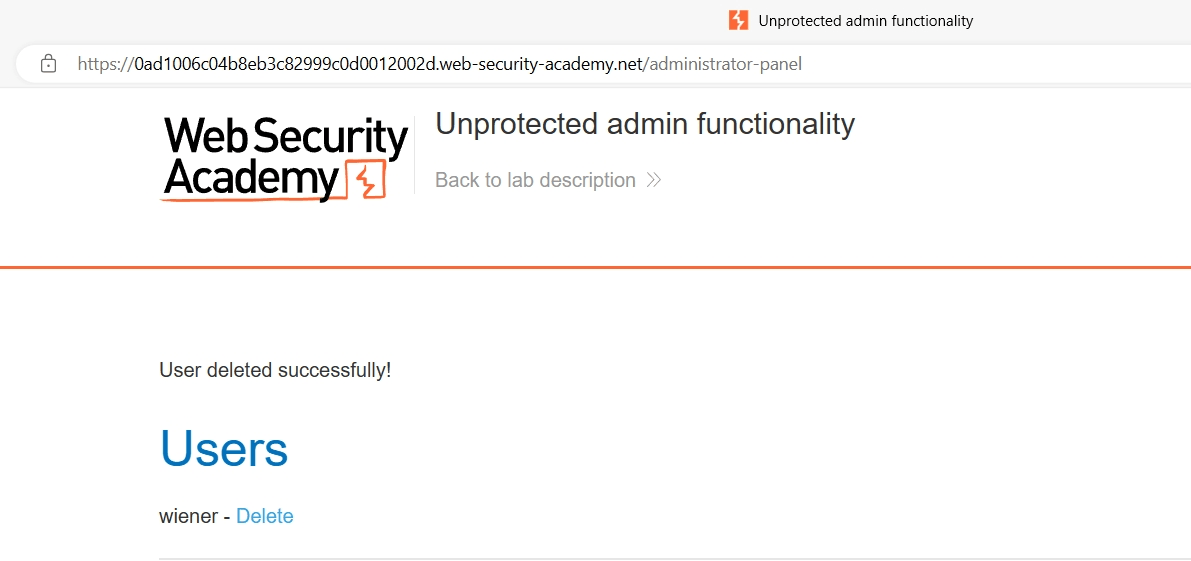 Unprotected admin functionality
https://0ad1006c04b8eb3c82999c0d0012002d.web-security-academy.net/administrator-panel
Web Security
Academy
Unprotected admin functionality
Back to lab description
User deleted successfully!
Users
wiener - Delete